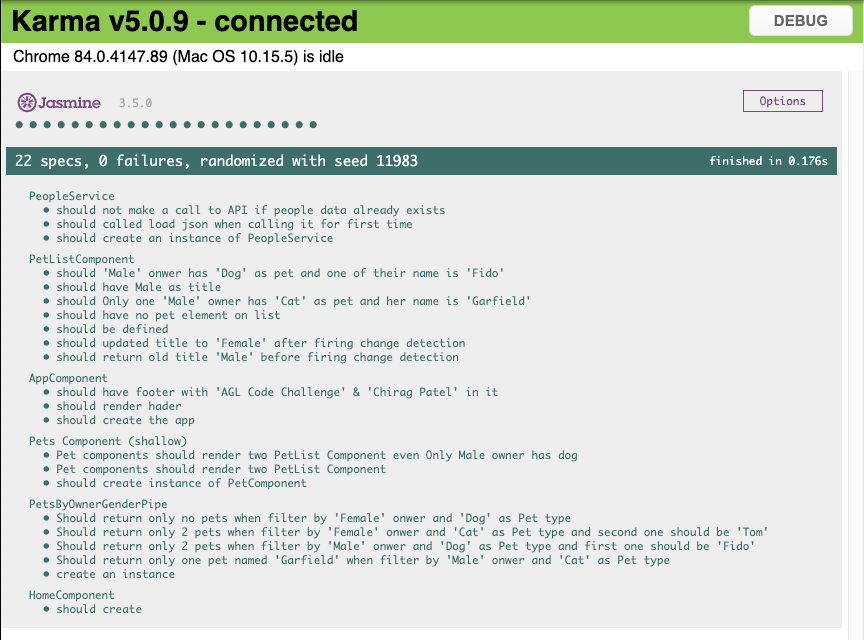 Karma v5.0.9 - connected
DEBUG
Chrome 84.0.4147.89 (Mac OS 10.15.5) is idle
Jasmine 3.5.0
Options
22 specs, 0 failures, randomized with seed 11983
finished in 0.176s
PeopleService
• should not make a call to API if people data already exists
• should called load json when calling it for first time
• should create an instance of PeopleService
PetListComponent
• should 'Male' onwer has 'Dog' as pet and one of their name is 'Fido'
• should have Male as title
• should Only one 'Male' owner has 'Cat' as pet and her name is 'Garfield'
• should have no pet element on list
• should be defined
• should updated title to 'Female' after firing change detection
• should return old title 'Male' before firing change detection
AppComponent
• should have footer with 'AGL Code Challenge' & 'Chirag Patel' in it
• should render hader
• should create the app
Pets Component (shallow)
• Pet components should render two PetList Component even Only Male owner has dog
• Pet components should render two PetList Component
• should create instance of PetComponent
PetsByOwnerGenderPipe
• Should return only no pets when filter by 'Female' onwer and 'Dog' as Pet type
• Should return only 2 pets when filter by 'Female' onwer and 'Cat' as Pet type and second one should be 'Tom'
• Should return only 2 pets when filter by 'Male' onwer and 'Dog' as Pet type and first one should be 'Fido'
• Should return only one pet named 'Garfield' when filter by 'Male' onwer and 'Cat' as Pet type
• create an instance
HomeComponent
• should create